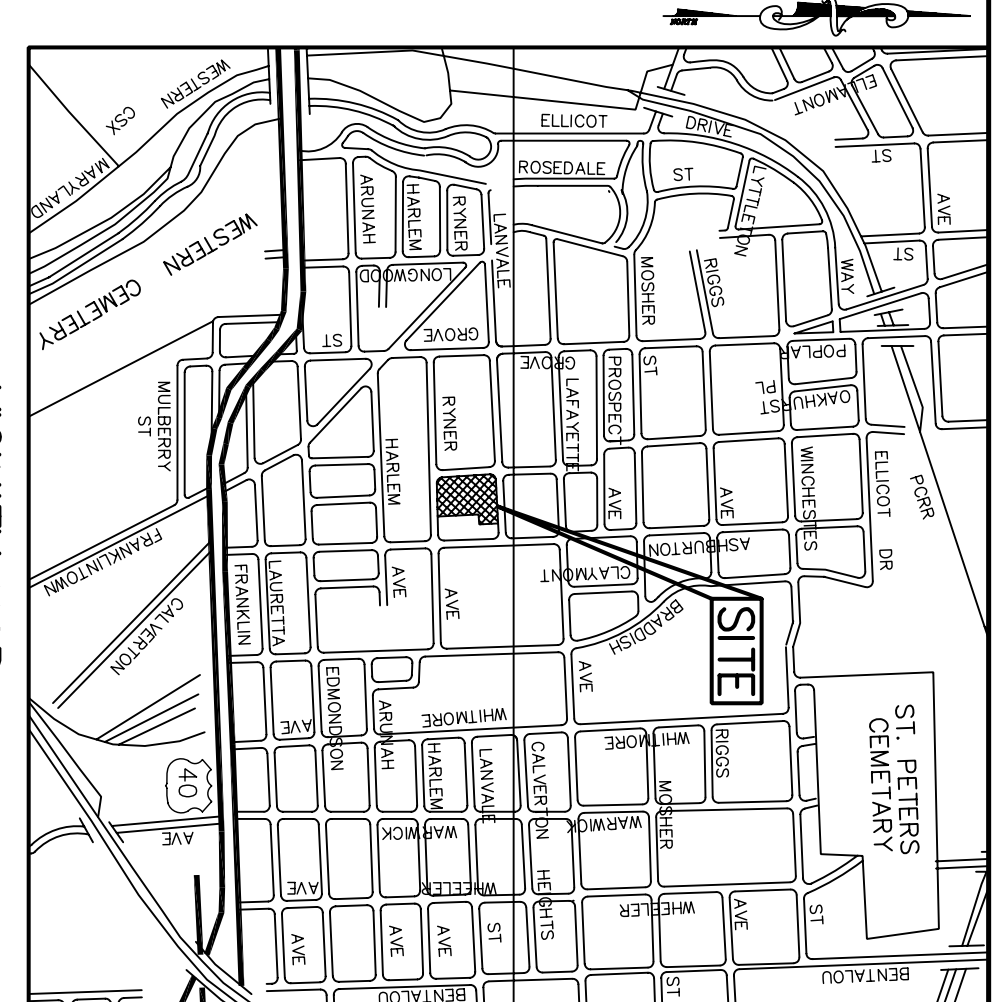 NORTH
WESTERN
CSX
MARYLAND
WESTERN
CEMETERY
ELLICOT
DRIVE
ELLAMONT
ST
AVE
ST
ROSEDALE
ST
LYTTLETON
ARUNAH
HARLEM
RYNER
LANVALE
LONGWOOD
MOSHER
RIGGS
WAY
ST
GROVE
GROVE
LAFAYETTE
PROSPECT
ST
POPLAR
PL
OAKHURST
MULBERRY
ST
RYNER
HARLEM
AVE
AVE
WINCHESTES
ELLICOT
DR
PCRR
FRANKLINTOWN
CALVERTON
FRANKLIN
LAURETTA
AVE
AVE
CLAYMONT
ASHBURTON
BRADDISH
SITE
EDMONDSON
AVE
ARUNAH
WHITMORE
AVE
WHITMORE
RIGGS
ST. PETERS
CEMETARY
40
AVE
HARLEM
LANVALE
CALVERTON
HEIGHTS
MOSHER
WARWICK
WARWICK
AVE
WHEELER
WHEELER
AVE
ST
AVE
AVE
AVE
ST
BENTALOU
BENTALOU
ST